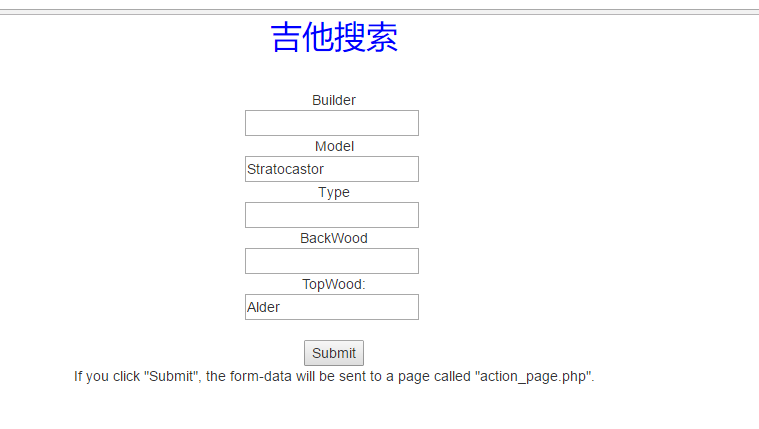 吉他搜索
Builder
Model
Stratocastor
Type
BackWood
TopWood:
Alder
Submit
If you click "Submit", the form-data will be sent to a page called "action_page.php".